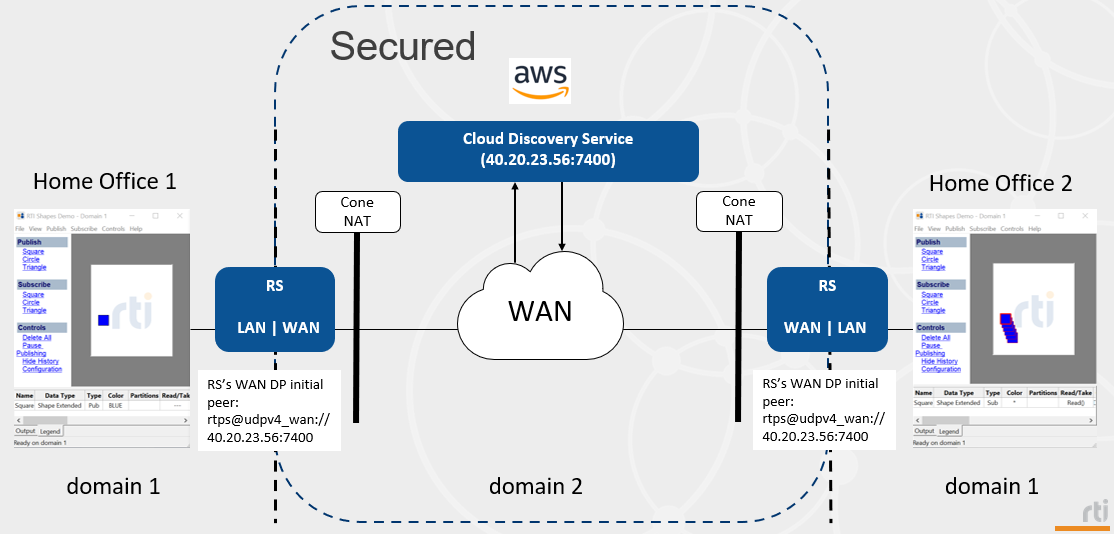 Secured
aws
Cloud Discovery Service
(40.20.23.56:7400)
Home Office 1
Home Office 2
Cone
NAT
Cone
NAT
RTI Shapes Demo - Domain 1
File View Publish Subscribe Controls Help
Publish
Square
Circle
Triangle
Subscribe
Square
Circle
Triangle
Controls
Delete All
Pause
Publishing
Hide History
Configuration
rti
Name Data Type Type Color Partitions Read/Take
Square Shape Extended Pub BLUE ---
Output Legend
Ready on domain 1
RS
LAN | WAN
WAN
RS
WAN | LAN
RTI Shapes Demo - Domain 1
File View Publish Subscribe Controls Help
Publish
Square
Circle
Triangle
Subscribe
Square
Circle
Triangle
Controls
Delete All
Pause
Publishing
Hide History
Configuration
rti
Name Data Type Type Color Partitions Read/Take
Square Shape Extended Sub * Read()
Output Legend
Ready on domain 1
RS's WAN DP initial
peer:
rtps@udpv4_wan://
40.20.23.56:7400
RS's WAN DP initial
peer:
rtps@udpv4_wan://
40.20.23.56:7400
domain 1
domain 2
domain 1
rti